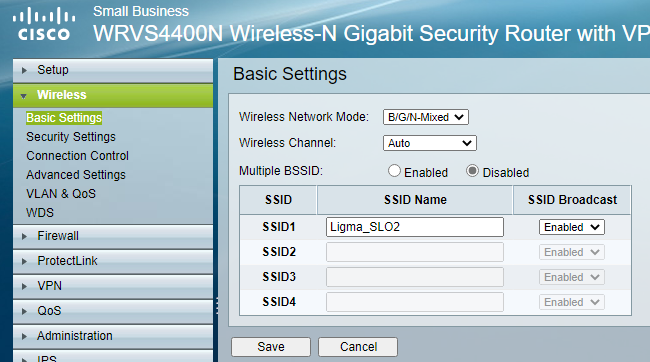 Small Business
CISCO WRVS4400N Wireless-N Gigabit Security Router with VP
Setup
Wireless
Basic Settings
Security Settings
Connection Control
Advanced Settings
VLAN & QoS
WDS
Firewall
ProtectLink
VPN
QoS
Administration
IPS
Basic Settings
Wireless Network Mode: B/G/N-Mixed
Wireless Channel: Auto
Multiple BSSID: Enabled Disabled
SSID SSID Name SSID Broadcast
SSID1 Ligma_SLO2 Enabled
SSID2 Enabled
SSID3 Enabled
SSID4 Enabled
Save Cancel